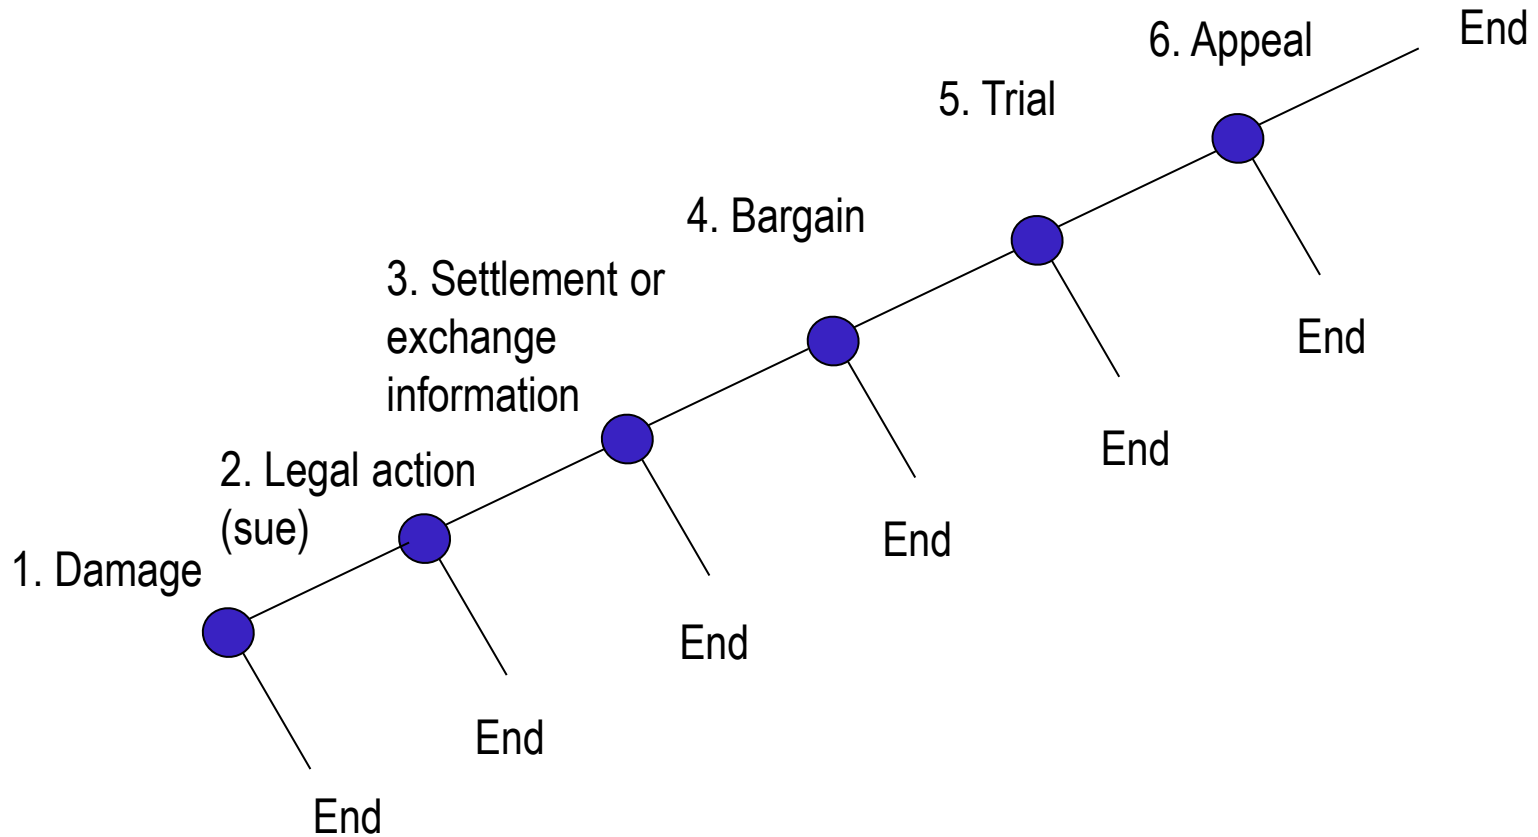 End
6. Appeal
5. Trial
4. Bargain
3. Settlement or
exchange
information
2. Legal action
(sue)
1. Damage
End
End
End
End
End
End